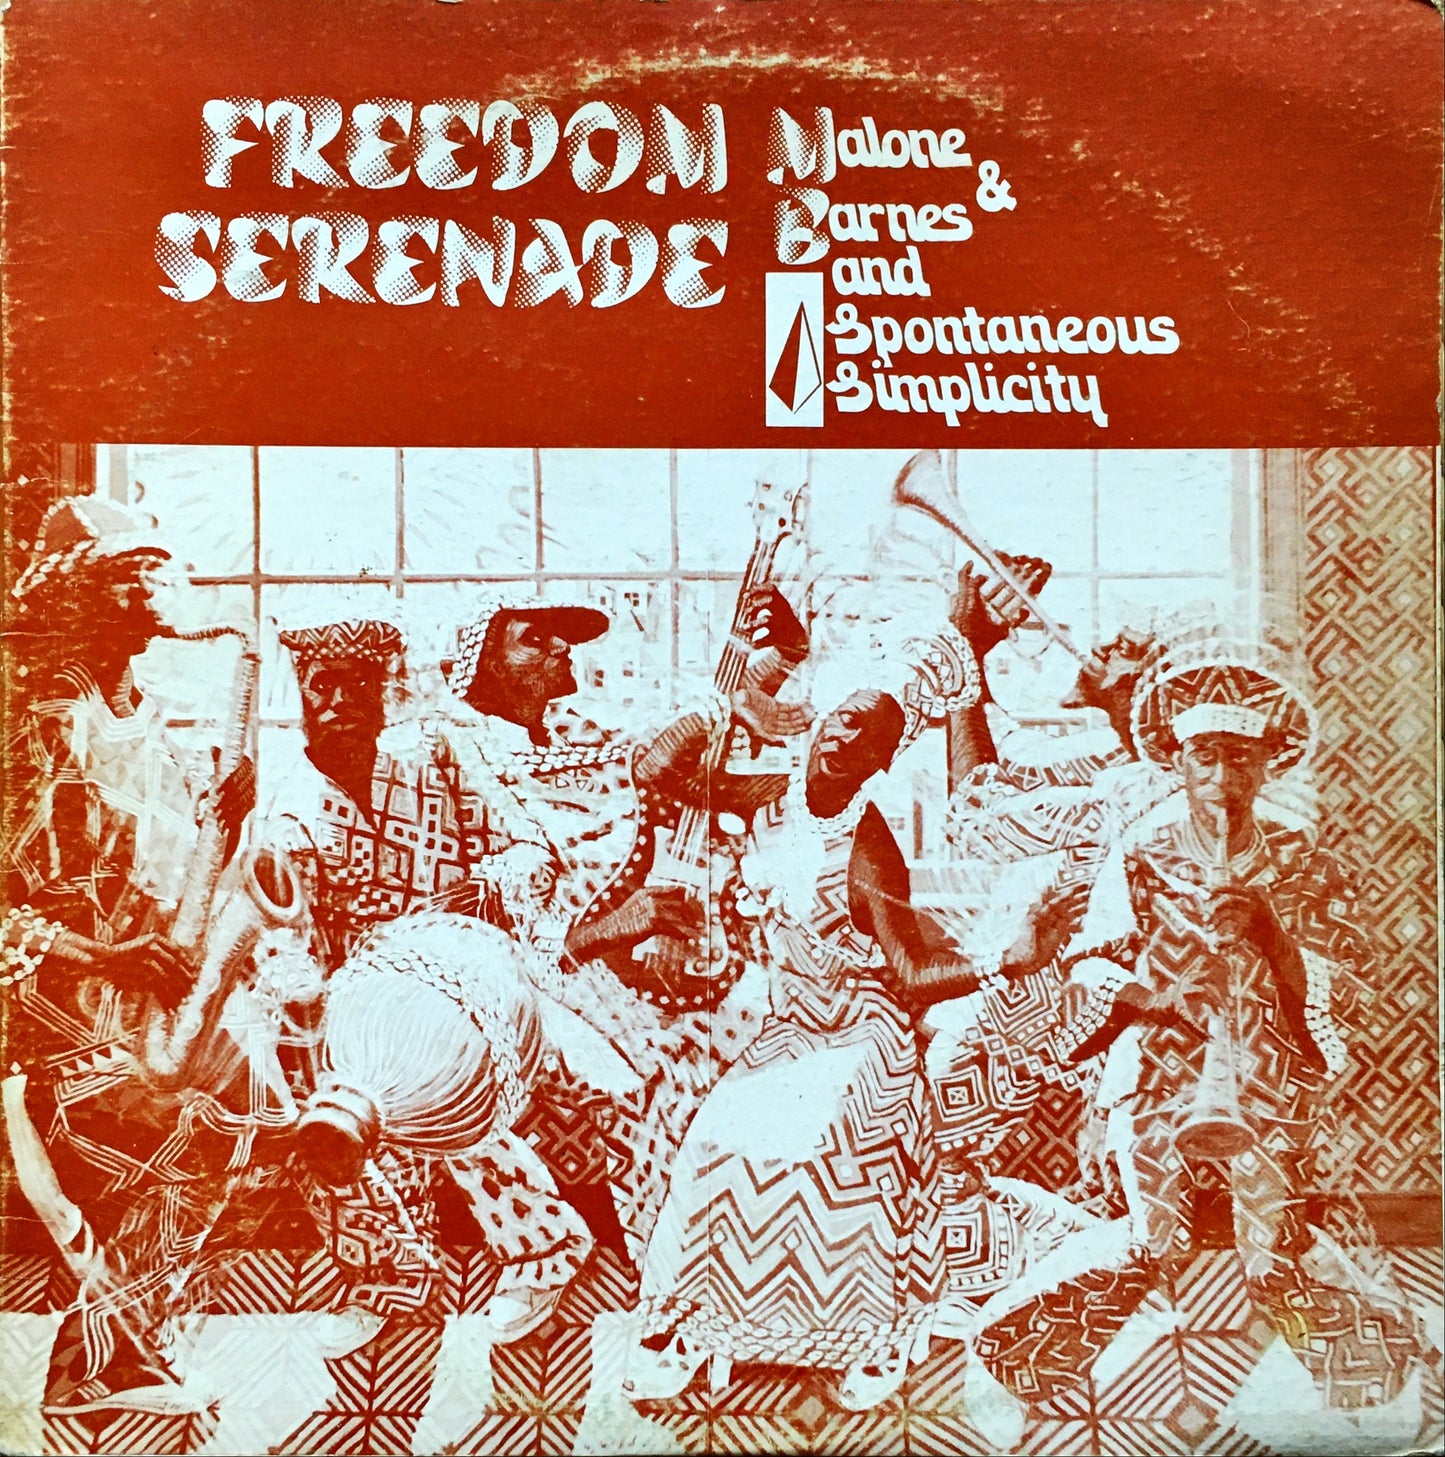 FREEDOM
SERENADE
Malone
&
Barnes
and
Spontaneous
Simplicity